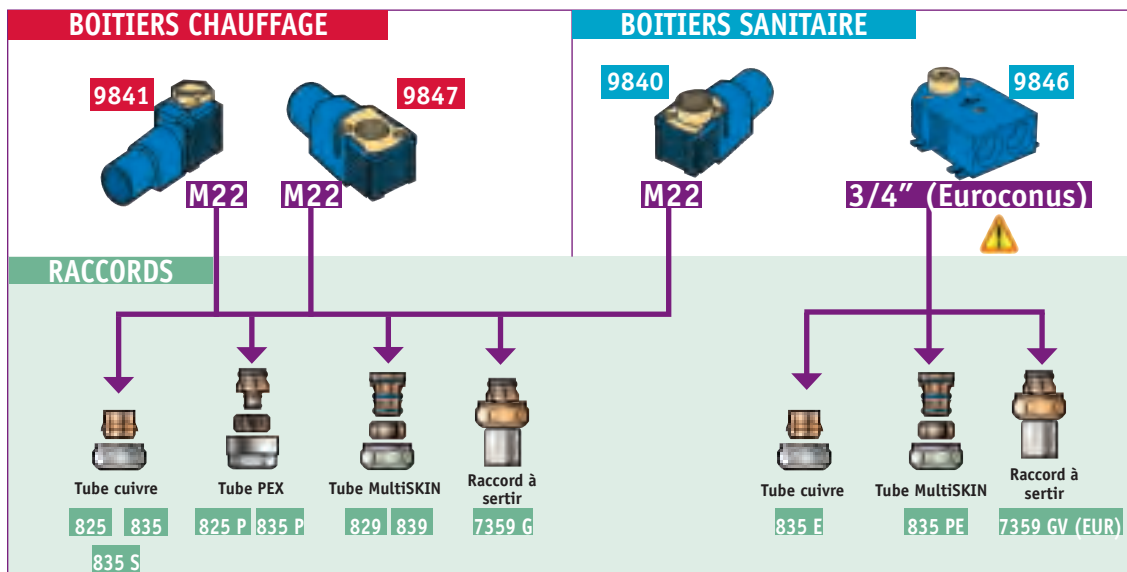 BOITIERS CHAUFFAGE
BOITIERS SANITAIRE
9841
9847
9840
9846
M22
M22
M22
3/4" (Euroconus)
RACCORDS
Tube cuivre
Tube PEX
Tube MultiSKIN
Raccord à
sertir
Tube cuivre
Tube MultiSKIN
Raccord à
sertir
825
835
825 P
835 P
829
839
7359 G
835 E
835 PE
7359 GV (EUR)
835 S